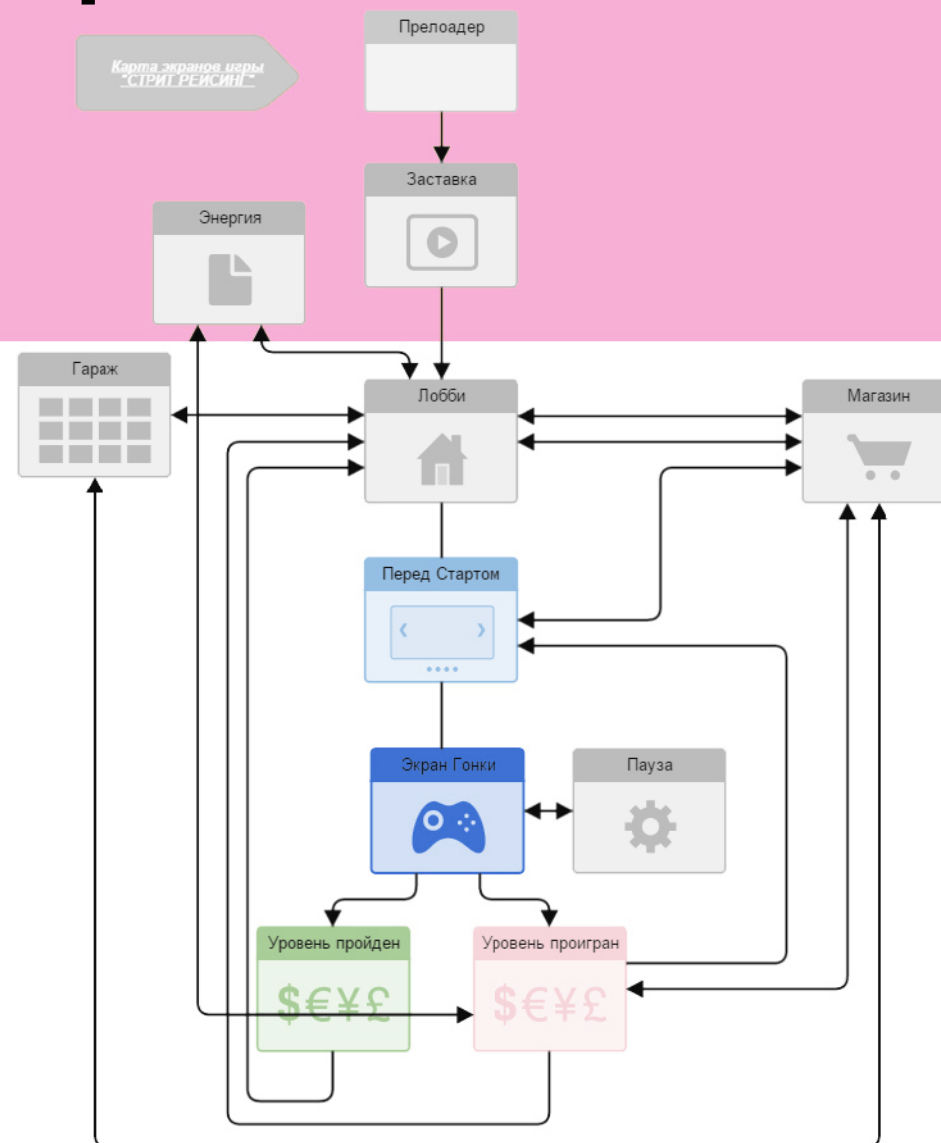 Прелоадер
Карта экранов игры
"СТРИТ РЕЙСИНГ"
Заставка
Энергия
Гараж
Лобби
Магазин
Перед Стартом
Экран Гонки
Пауза
Уровень пройден
Уровень проигран
$€¥£
$€¥£